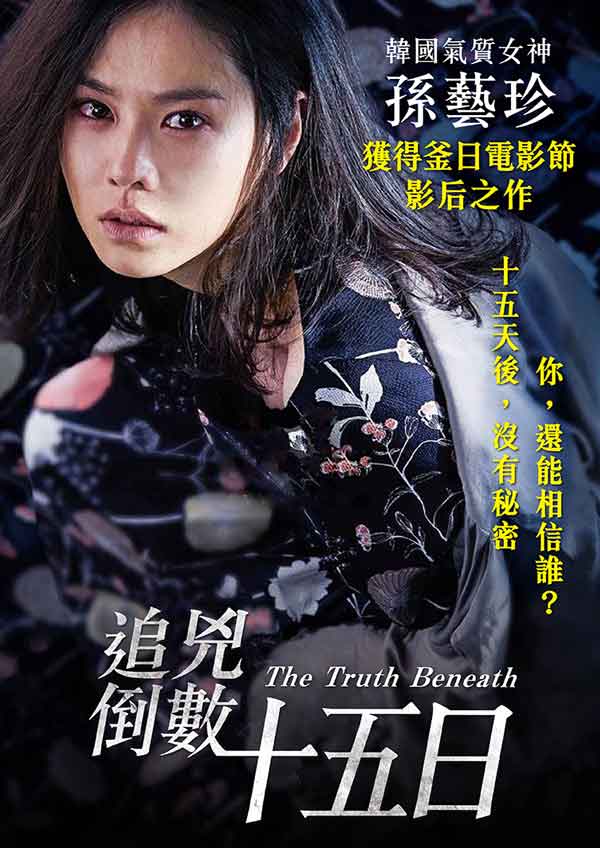 韓國氣質女神
孫藝珍
獲得釜日電影節
影后之作
你，還能相信誰？
十五天後，沒有秘密
追兇
倒數十五日
The Truth Beneath